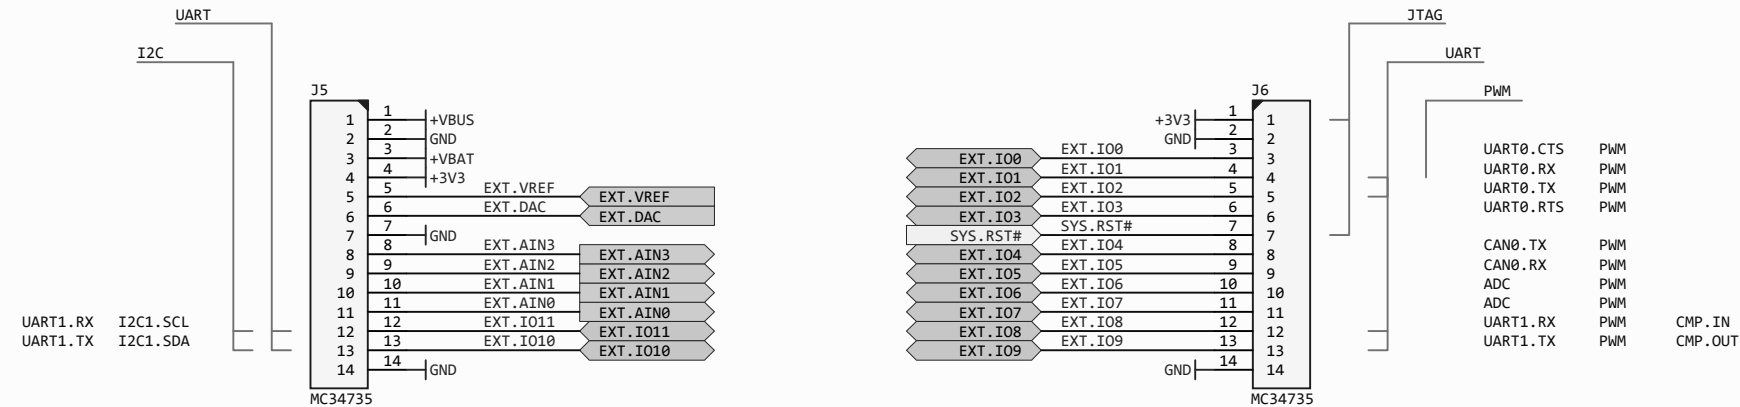 UART
JTAG
I2C
UART
J5
J6
PWM
1 1 +VBUS
+3V3 1 1
2 2 GND
GND 2 2
3 3 +VBAT
EXT.IO0 EXT.IO0 3 3
UART0.CTS PWM
4 4 +3V3
EXT.IO1 EXT.IO1 4 4
UART0.RX PWM
5 5 EXT.VREF EXT.VREF
EXT.IO2 EXT.IO2 5 5
UART0.TX PWM
6 6 EXT.DAC EXT.DAC
EXT.IO3 EXT.IO3 6 6
UART0.RTS PWM
7 7 GND
SYS.RST# SYS.RST# 7 7
8 8 EXT.AIN3 EXT.AIN3
EXT.IO4 EXT.IO4 8 8
CAN0.TX PWM
9 9 EXT.AIN2 EXT.AIN2
EXT.IO5 EXT.IO5 9 9
CAN0.RX PWM
10 10 EXT.AIN1 EXT.AIN1
EXT.IO6 EXT.IO6 10 10
ADC PWM
11 11 EXT.AIN0 EXT.AIN0
EXT.IO7 EXT.IO7 11 11
ADC PWM
UART1.RX I2C1.SCL
12 12 EXT.IO11 EXT.IO11
EXT.IO8 EXT.IO8 12 12
UART1.RX PWM CMP.IN
UART1.TX I2C1.SDA
13 13 EXT.IO10 EXT.IO10
EXT.IO9 EXT.IO9 13 13
UART1.TX PWM CMP.OUT
14 14 GND
GND 14 14
MC34735
MC34735